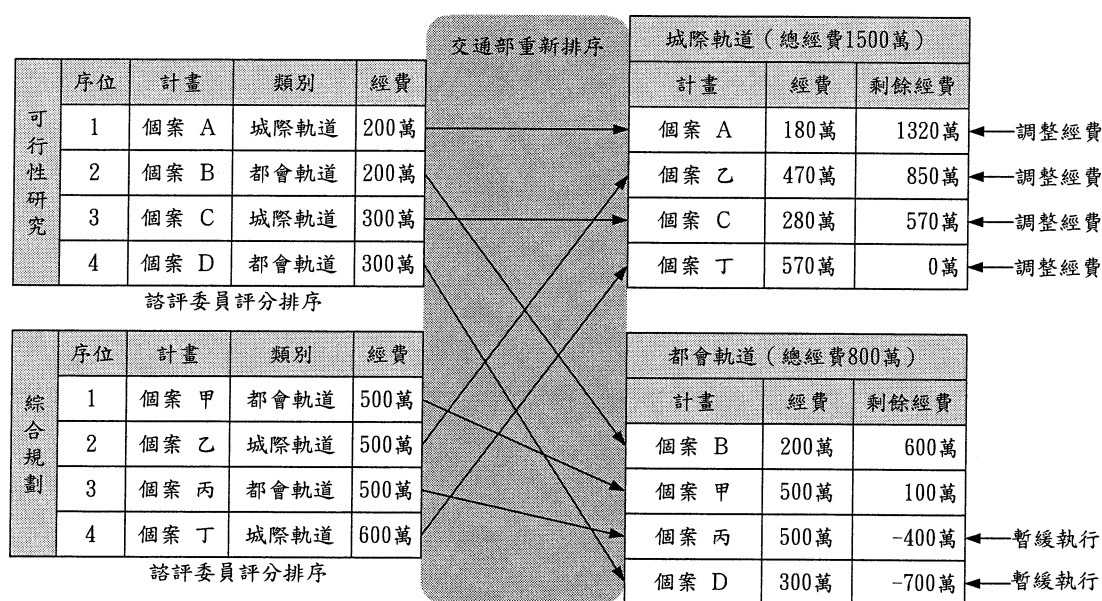 交通部重新排序
可行性研究
序位 計畫 類別 經費
1 個案 A 城際軌道 200萬
2 個案 B 都會軌道 200萬
3 個案 C 城際軌道 300萬
4 個案 D 都會軌道 300萬
諮評委員評分排序
綜合規劃
序位 計畫 類別 經費
1 個案 甲 都會軌道 500萬
2 個案 乙 城際軌道 500萬
3 個案 丙 都會軌道 500萬
4 個案 丁 城際軌道 600萬
諮評委員評分排序
城際軌道(總經費1500萬)
計畫 經費 剩餘經費
個案 A 180萬 1320萬 調整經費
個案 乙 470萬 850萬 調整經費
個案 C 280萬 570萬 調整經費
個案 丁 570萬 0萬 調整經費
都會軌道(總經費800萬)
計畫 經費 剩餘經費
個案 B 200萬 600萬
個案 甲 500萬 100萬
個案 丙 500萬 -400萬 暫緩執行
個案 D 300萬 -700萬 暫緩執行